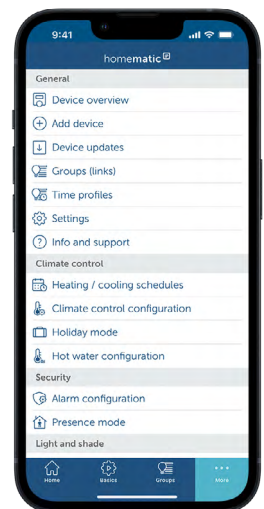 9:41
homematic IP
General
Device overview
Add device
Device updates
Groups (links)
Time profiles
Settings
Info and support
Climate control
Heating / cooling schedules
Climate control configuration
Holiday mode
Hot water configuration
Security
Alarm configuration
Presence mode
Light and shade
Home
Basics
Groups
More